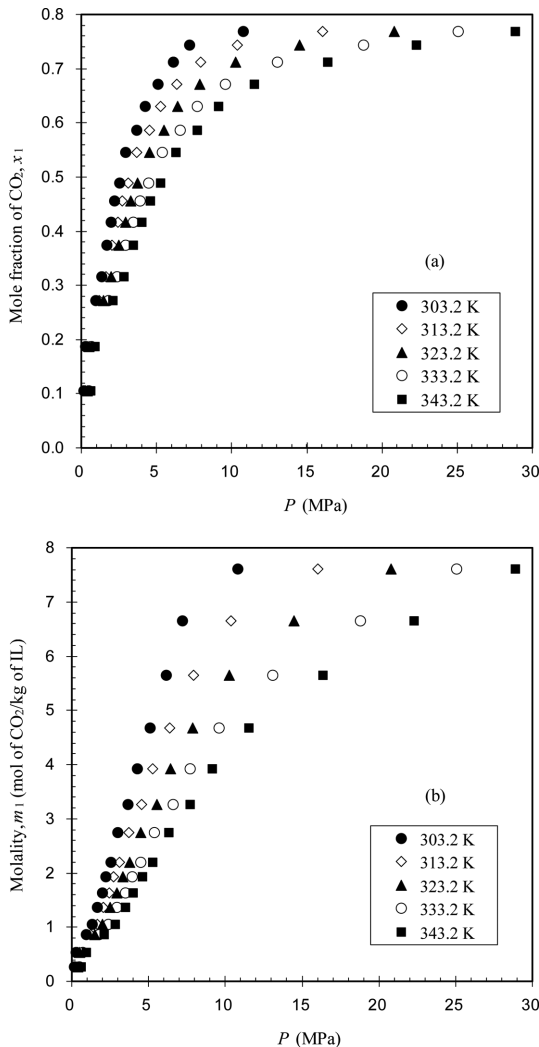 0.8
0.7
0.6
0.5
0.4
0.3
0.2
0.1
0.0
Mole fraction of CO2, x1
(a)
303.2 K
313.2 K
323.2 K
333.2 K
343.2 K
0 5 10 15 20 25 30
P (MPa)
8
7
6
5
4
3
2
1
0
Molality, m1 (mol of CO2/kg of IL)
(b)
303.2 K
313.2 K
323.2 K
333.2 K
343.2 K
0 5 10 15 20 25 30
P (MPa)